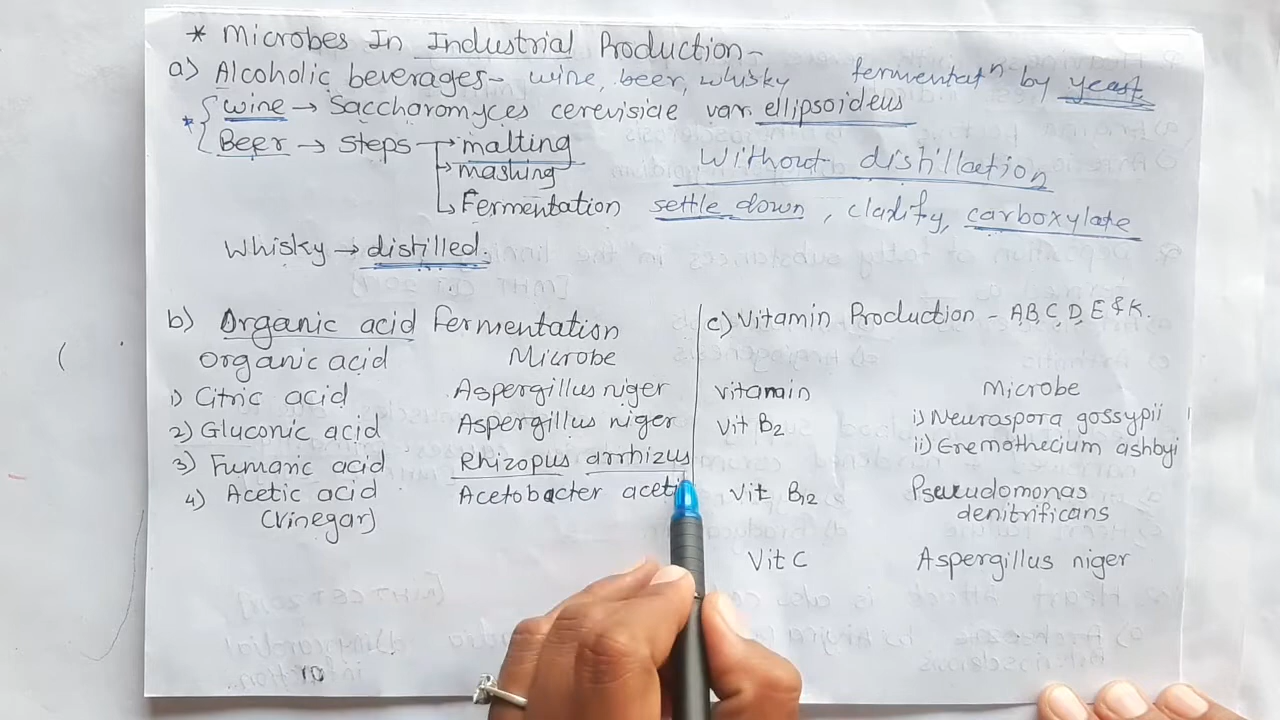 * Microbes In Industrial Production-
a) Alcoholic beverages- wine, beer, whisky fermentatⁿ by yeast
* wine → Saccharomyces cerevisiae var. ellipsoideus
Beer → Steps → malting
→ mashing
→ Fermentation
Without distillation
settle down, clarify, carboxylate
Whisky → distilled.
b) Organic acid Fermentation
Organic acid Microbe
1) Citric acid Aspergillus niger
2) Gluconic acid Aspergillus niger
3) Fumaric acid Rhizopus arrhizus
4) Acetic acid Acetobacter aceti
(Vinegar)
c) Vitamin Production - A,B,C, D, E & K.
vitamin Microbe
Vit B₂ i) Neurospora gossypii
ii) Eremothecium ashbyi
Vit B₁₂ Pseuudomonas
denitrificans
Vit C Aspergillus niger
10